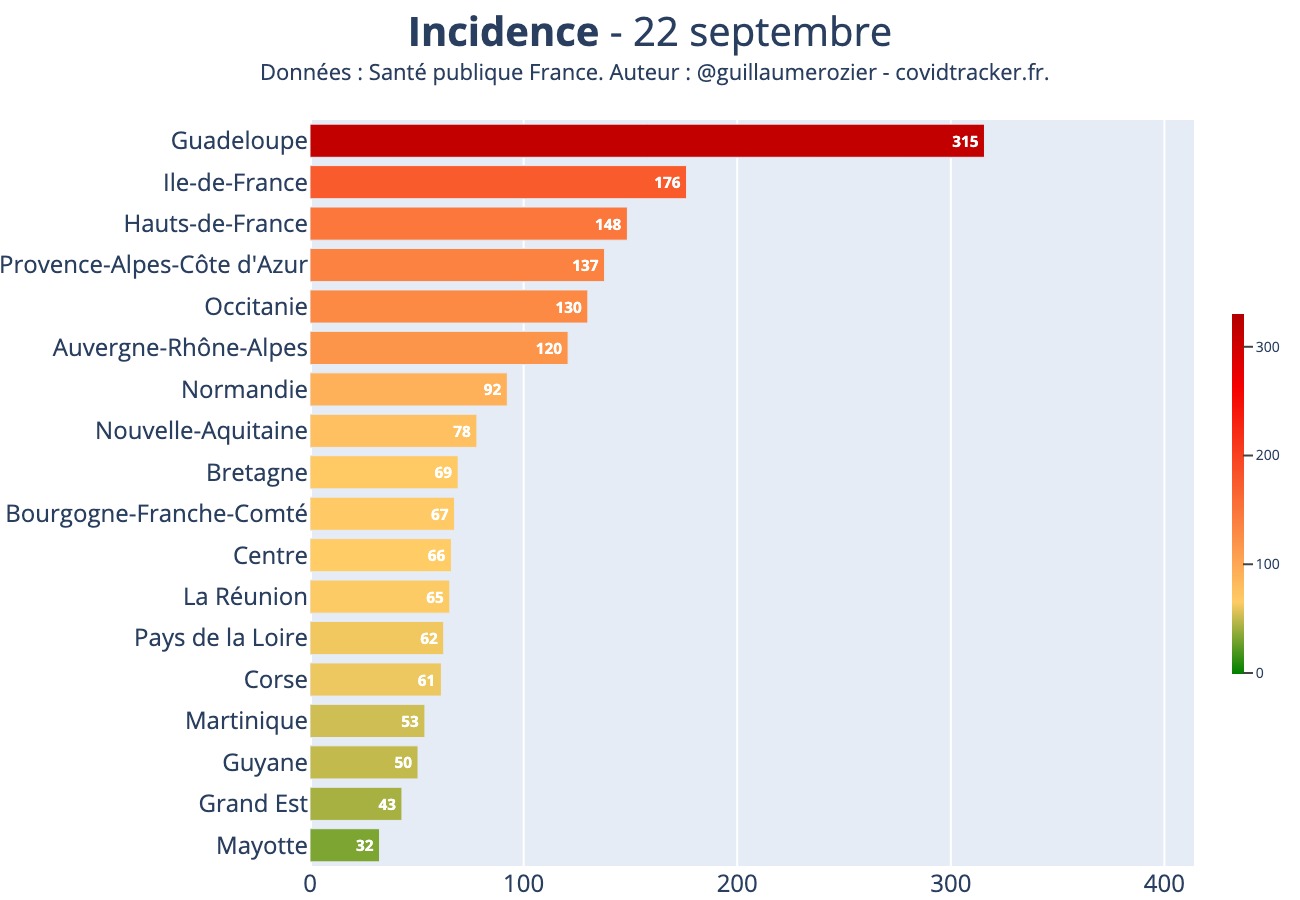 Incidence - 22 septembre
Données : Santé publique France. Auteur : @guillaumerozier - covidtracker.fr.
Guadeloupe 315
Ile-de-France 176
Hauts-de-France 148
Provence-Alpes-Côte d'Azur 137
Occitanie 130
Auvergne-Rhône-Alpes 120
Normandie 92
Nouvelle-Aquitaine 78
Bretagne 69
Bourgogne-Franche-Comté 67
Centre 66
La Réunion 65
Pays de la Loire 62
Corse 61
Martinique 53
Guyane 50
Grand Est 43
Mayotte 32
0 100 200 300 400
300
200
100
0